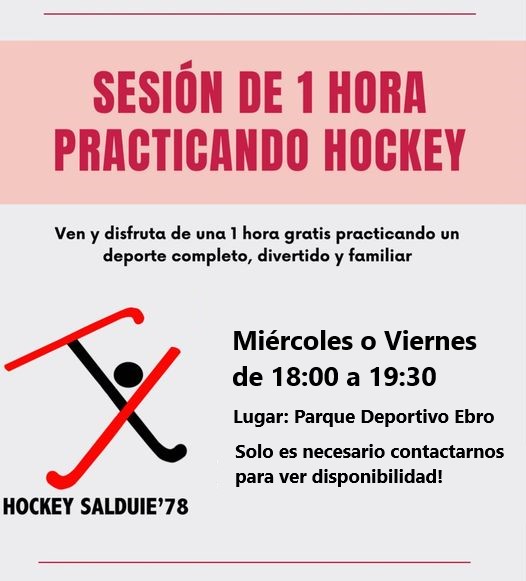 SESIÓN DE 1 HORA
PRACTICANDO HOCKEY
Ven y disfruta de una 1 hora gratis practicando un
deporte completo, divertido y familiar
Miércoles o Viernes
de 18:00 a 19:30
Lugar: Parque Deportivo Ebro
Solo es necesario contactarnos
para ver disponibilidad!
HOCKEY SALDUIE'78